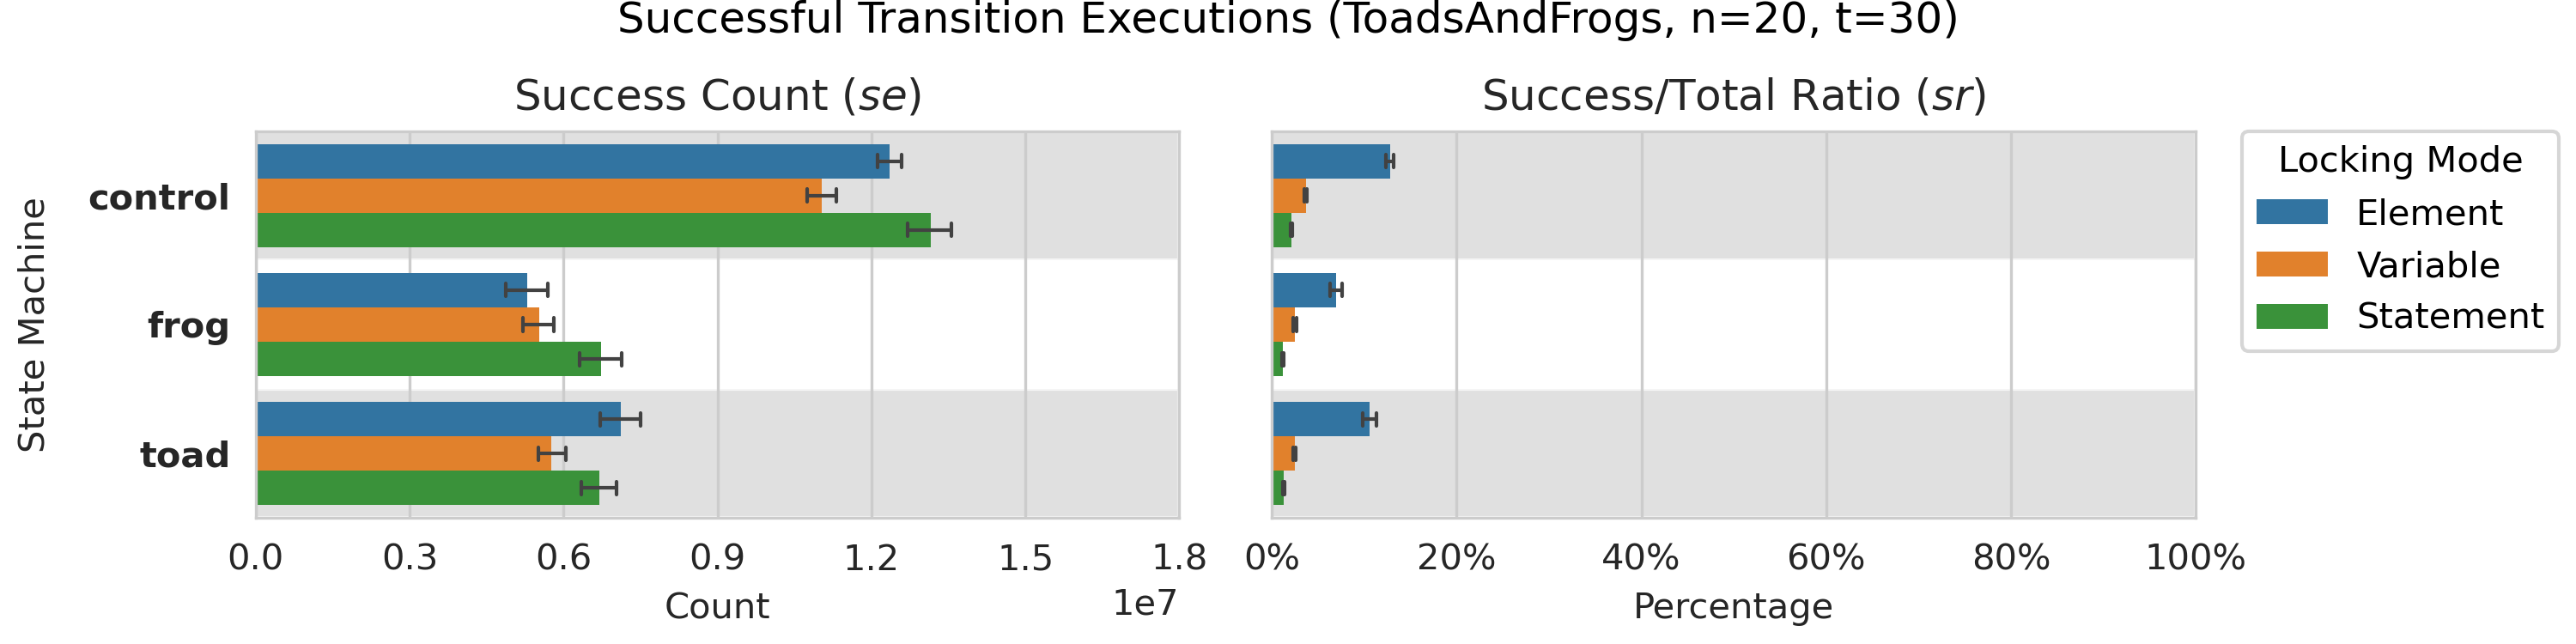 Successful Transition Executions (ToadsAndFrogs, n=20, t=30)
Success Count (se)
Success/Total Ratio (sr)
State Machine
control
frog
toad
0.0 0.3 0.6 0.9 1.2 1.5 1.8
1e7
Count
0% 20% 40% 60% 80% 100%
Percentage
Locking Mode
Element
Variable
Statement